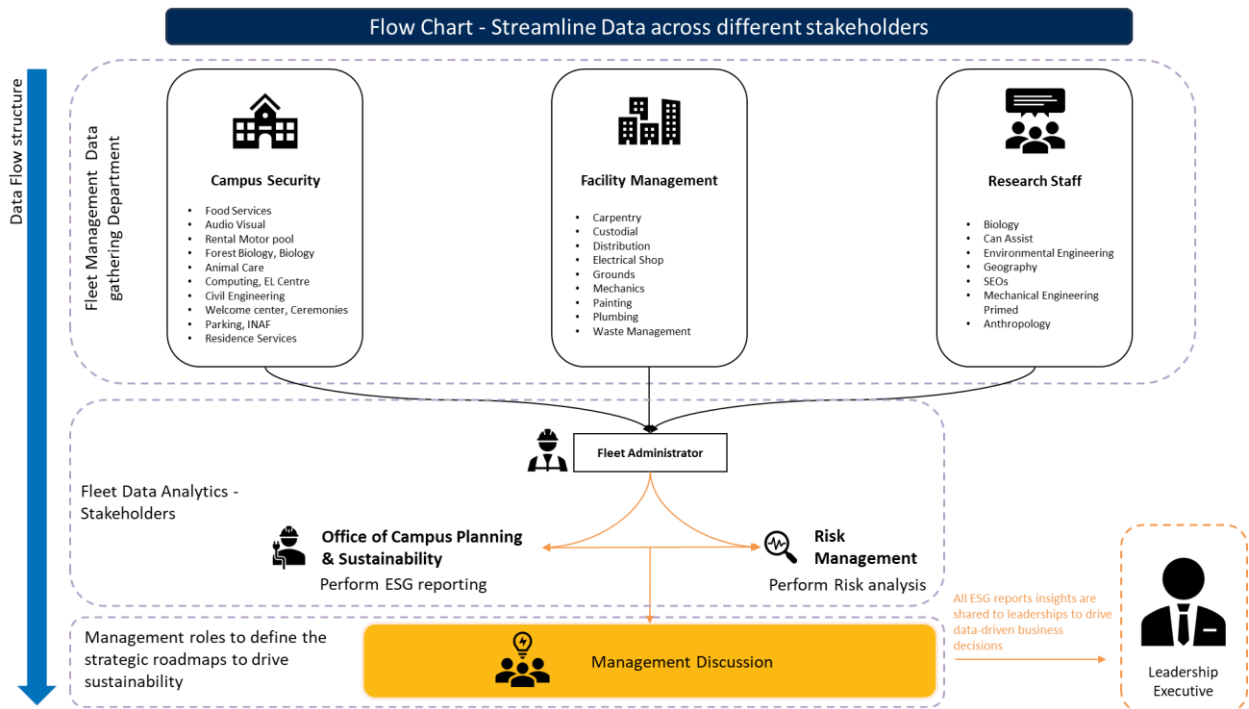 Flow Chart - Streamline Data across different stakeholders
Data Flow structure
Fleet Management Data
gathering Department
Campus Security
• Food Services
• Audio Visual
• Rental Motor pool
• Forest Biology, Biology
• Animal Care
• Computing, EL Centre
• Civil Engineering
• Welcome center, Ceremonies
• Parking, INAF
• Residence Services
Facility Management
• Carpentry
• Custodial
• Distribution
• Electrical Shop
• Grounds
• Mechanics
• Painting
• Plumbing
• Waste Management
Research Staff
• Biology
• Can Assist
• Environmental Engineering
• Geography
• SEOs
• Mechanical Engineering
Primed
• Anthropology
Fleet Administrator
Fleet Data Analytics -
Stakeholders
Office of Campus Planning
& Sustainability
Perform ESG reporting
Risk
Management
Perform Risk analysis
Management roles to define the
strategic roadmaps to drive
sustainability
Management Discussion
All ESG reports insights are
shared to leaderships to drive
data-driven business
decisions
Leadership
Executive